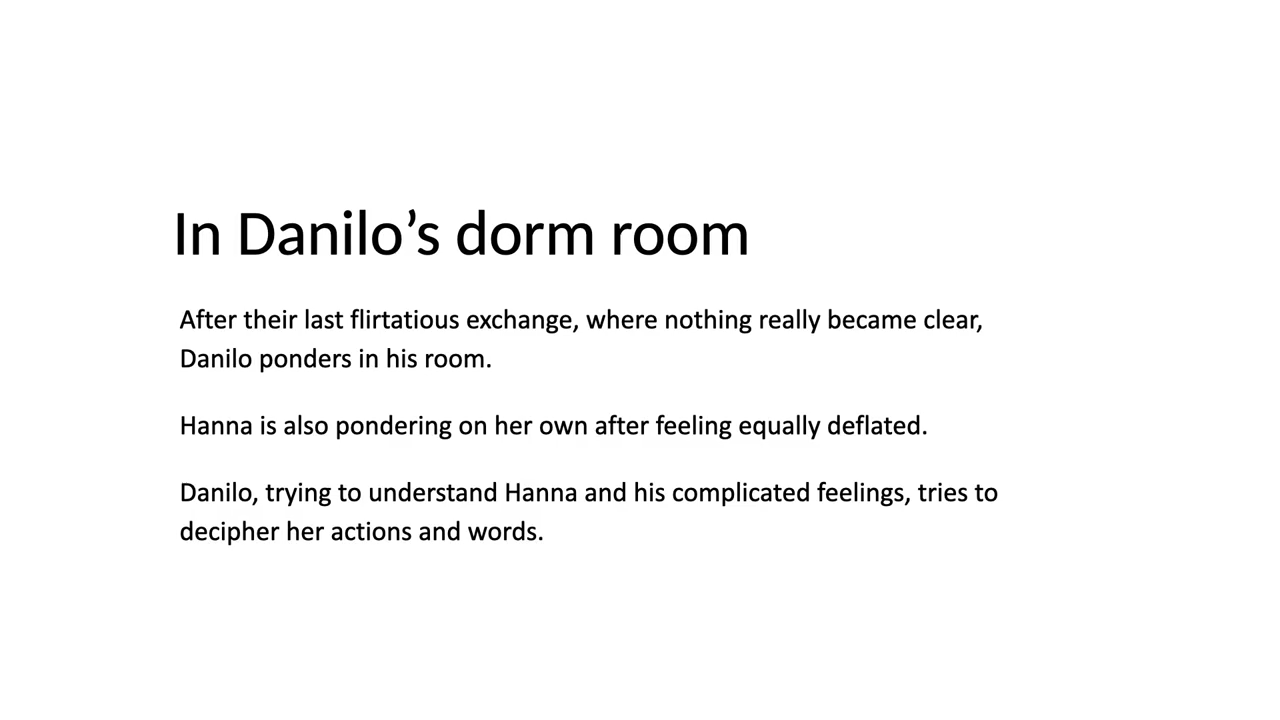 In Danilo’s dorm room
After their last flirtatious exchange, where nothing really became clear,
Danilo ponders in his room.
Hanna is also pondering on her own after feeling equally deflated.
Danilo, trying to understand Hanna and his complicated feelings, tries to
decipher her actions and words.